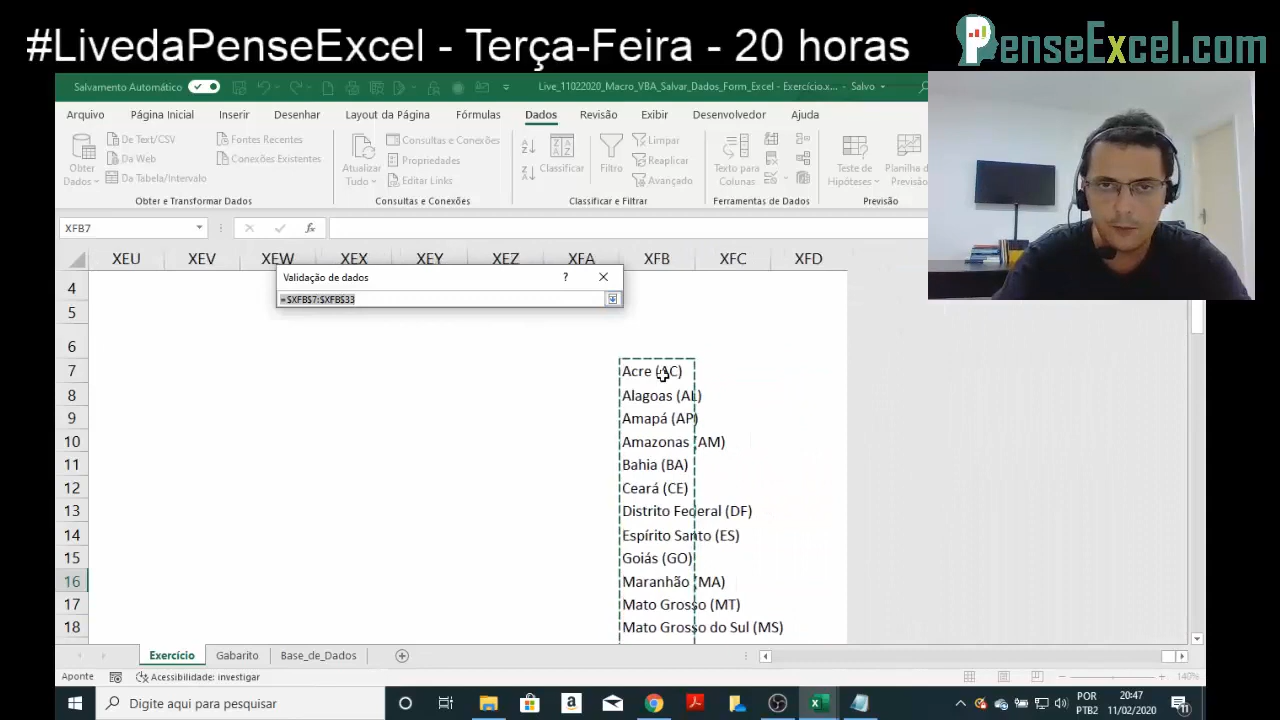 #LivedaPenseExcel - Terça-Feira - 20 horas
PenseExcel.com
Salvamento Automático
Live_11022020_Macro_VBA_Salvar_Dados_Form_Excel - Exercício.x... - Salvo
Arquivo Página Inicial Inserir Desenhar Layout da Página Fórmulas Dados Revisão Exibir Desenvolvedor Ajuda
Obter Dados
De Text/CSV
Da Web
Da Tabela/Intervalo
Fontes Recentes
Conexões Existentes
Obter e Transformar Dados
Atualizar Tudo
Consultas e Conexões
Propriedades
Editar Links
Consultas e Conexões
Classificar
Filtro
Limpar
Reaplicar
Avançado
Classificar e Filtrar
Texto para Colunas
Ferramentas de Dados
Teste de Hipóteses
Planilha de Previsão
Previsão
XFB7
fx
XEU XEV XEW XEX XEY XEZ XFA XFB XFC XFD
Validação de dados ?
=$XFB$7:$XFB$33
4
5
6
7 Acre (AC)
8 Alagoas (AL)
9 Amapá (AP)
10 Amazonas (AM)
11 Bahia (BA)
12 Ceará (CE)
13 Distrito Federal (DF)
14 Espírito Santo (ES)
15 Goiás (GO)
16 Maranhão (MA)
17 Mato Grosso (MT)
18 Mato Grosso do Sul (MS)
Exercício Gabarito Base_de_Dados
Aponte Acessibilidade: investigar 140%
Digite aqui para pesquisar
POR
PTB2
20:47
11/02/2020
11